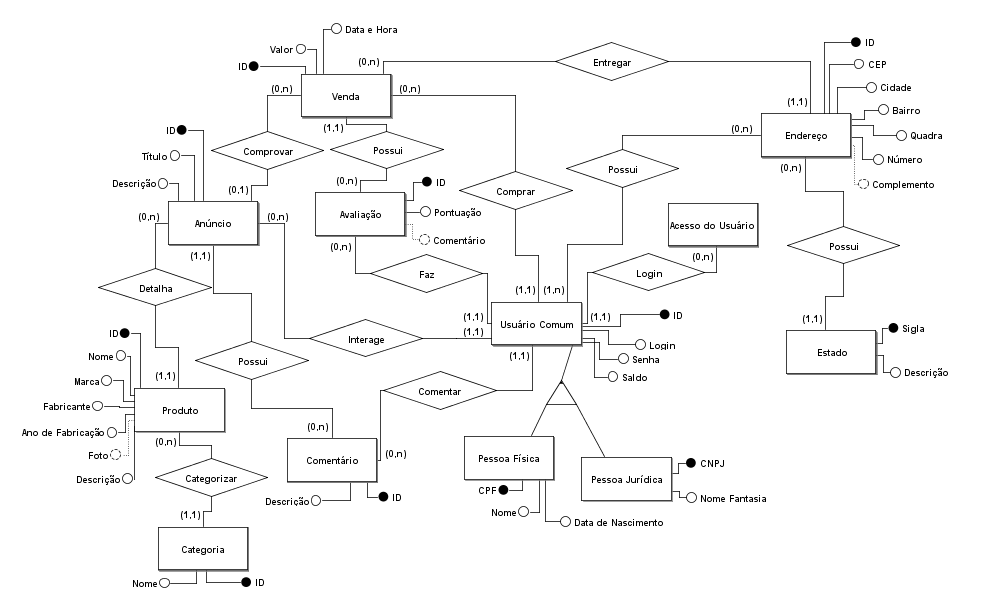 Data e Hora
Valor
ID
(0,n)
Entregar
ID
CEP
Cidade
Bairro
Quadra
Número
Complemento
Venda
(0,n)
(0,n)
(1,1)
Endereço
(0,n)
(0,n)
(1,1)
ID
Título
Descrição
Comprovar
Possui
Possui
Comprar
(0,1)
(0,n)
ID
Pontuação
Comentário
Avaliação
(0,n)
(0,n)
Anúncio
(0,n)
(1,1)
Acesso do Usuário
(0,n)
Possui
Detalha
Faz
Login
(1,1)
(1,n)
(1,1)
(1,1)
(1,1)
(1,1)
Usuário Comum
ID
Login
Senha
Saldo
(1,1)
Estado
Sigla
Descrição
Interage
Possui
ID
Nome
Marca
Fabricante
Ano de Fabricação
Foto
Descrição
(1,1)
Produto
(0,n)
Comentar
(0,n)
Comentário
(0,n)
Descrição
ID
Categorizar
(1,1)
Categoria
Nome
ID
Pessoa Física
CPF
Nome
Data de Nascimento
Pessoa Jurídica
CNPJ
Nome Fantasia